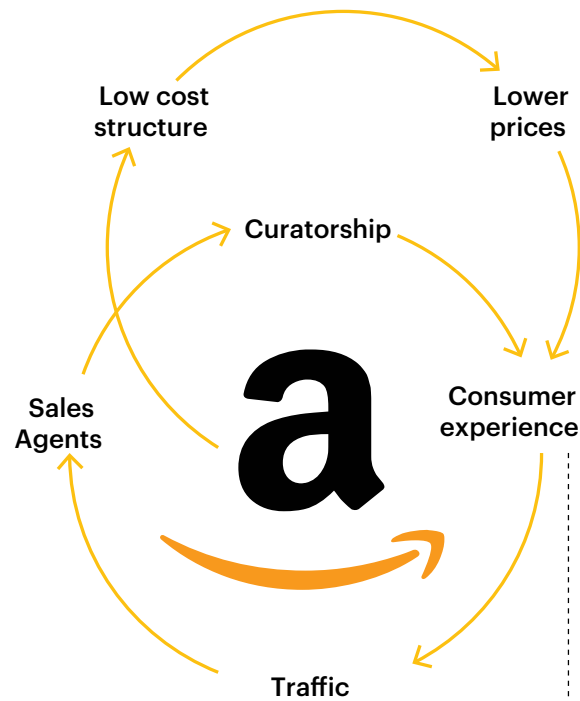 Low cost
structure
Lower
prices
Curatorship
Sales
Agents
a
Consumer
experience
Traffic